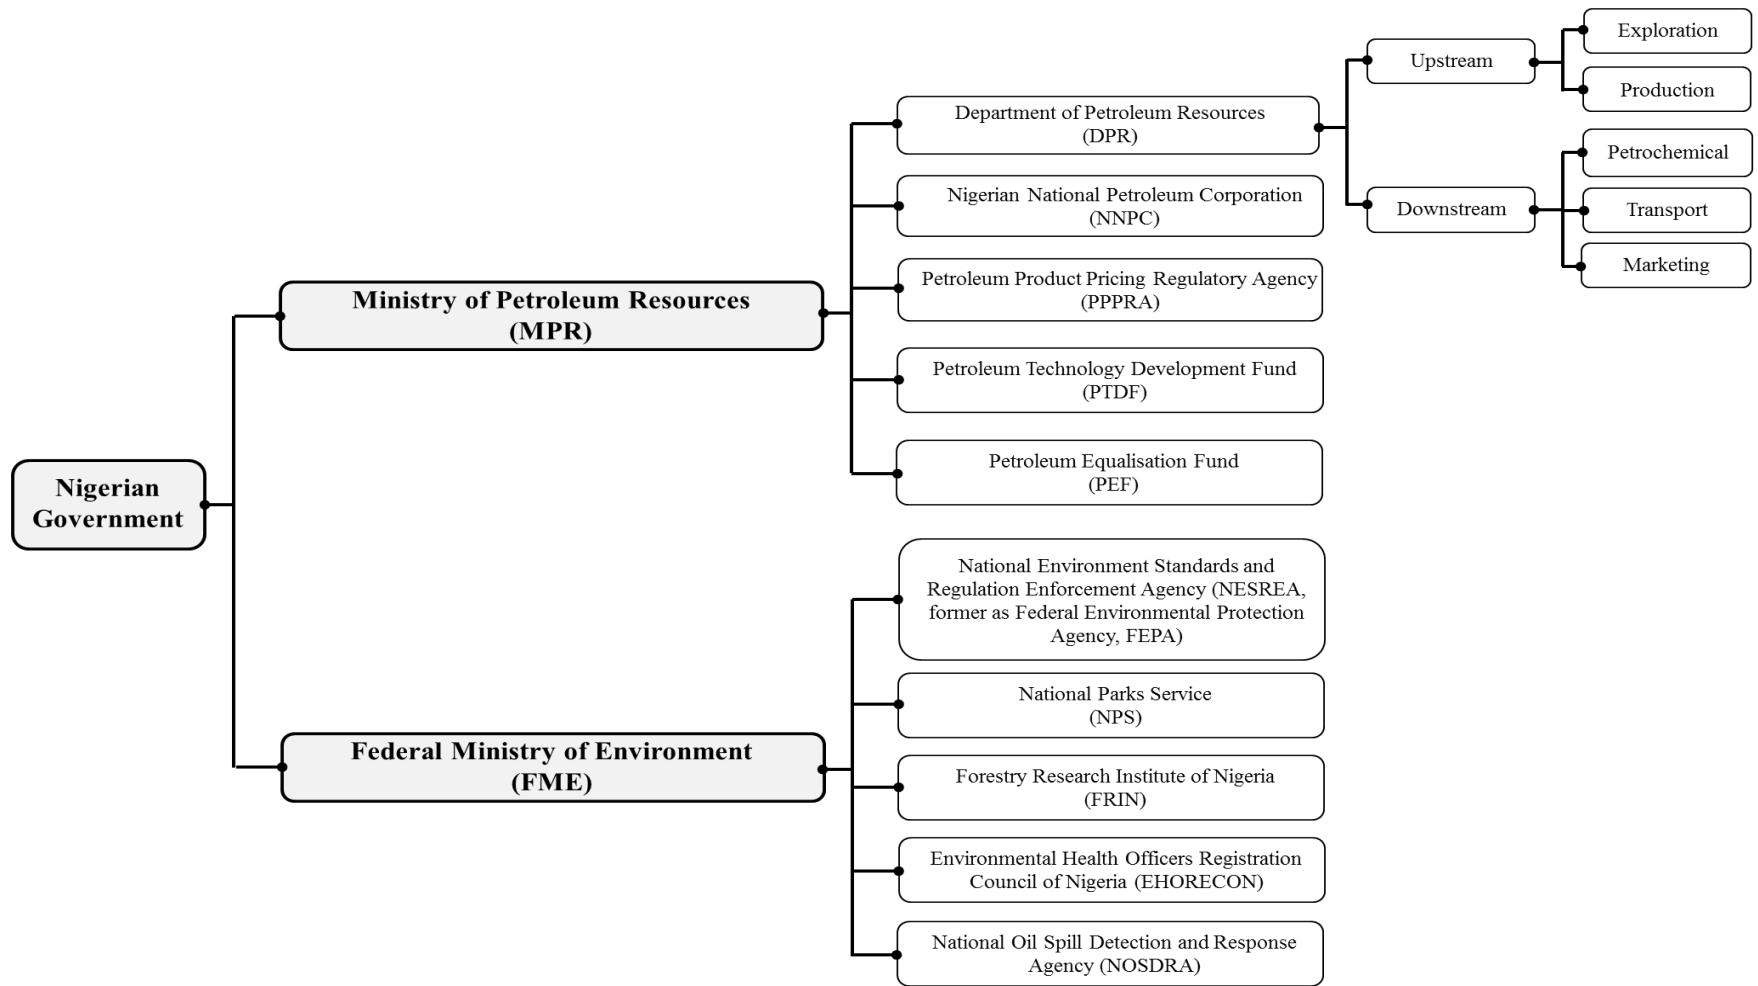 Nigerian
Government
Ministry of Petroleum Resources
(MPR)
Department of Petroleum Resources
(DPR)
Upstream
Exploration
Production
Downstream
Petrochemical
Transport
Marketing
Nigerian National Petroleum Corporation
(NNPC)
Petroleum Product Pricing Regulatory Agency
(PPPRA)
Petroleum Technology Development Fund
(PTDF)
Petroleum Equalisation Fund
(PEF)
Federal Ministry of Environment
(FME)
National Environment Standards and
Regulation Enforcement Agency (NESREA,
former as Federal Environmental Protection
Agency, FEPA)
National Parks Service
(NPS)
Forestry Research Institute of Nigeria
(FRIN)
Environmental Health Officers Registration
Council of Nigeria (EHORECON)
National Oil Spill Detection and Response
Agency (NOSDRA)